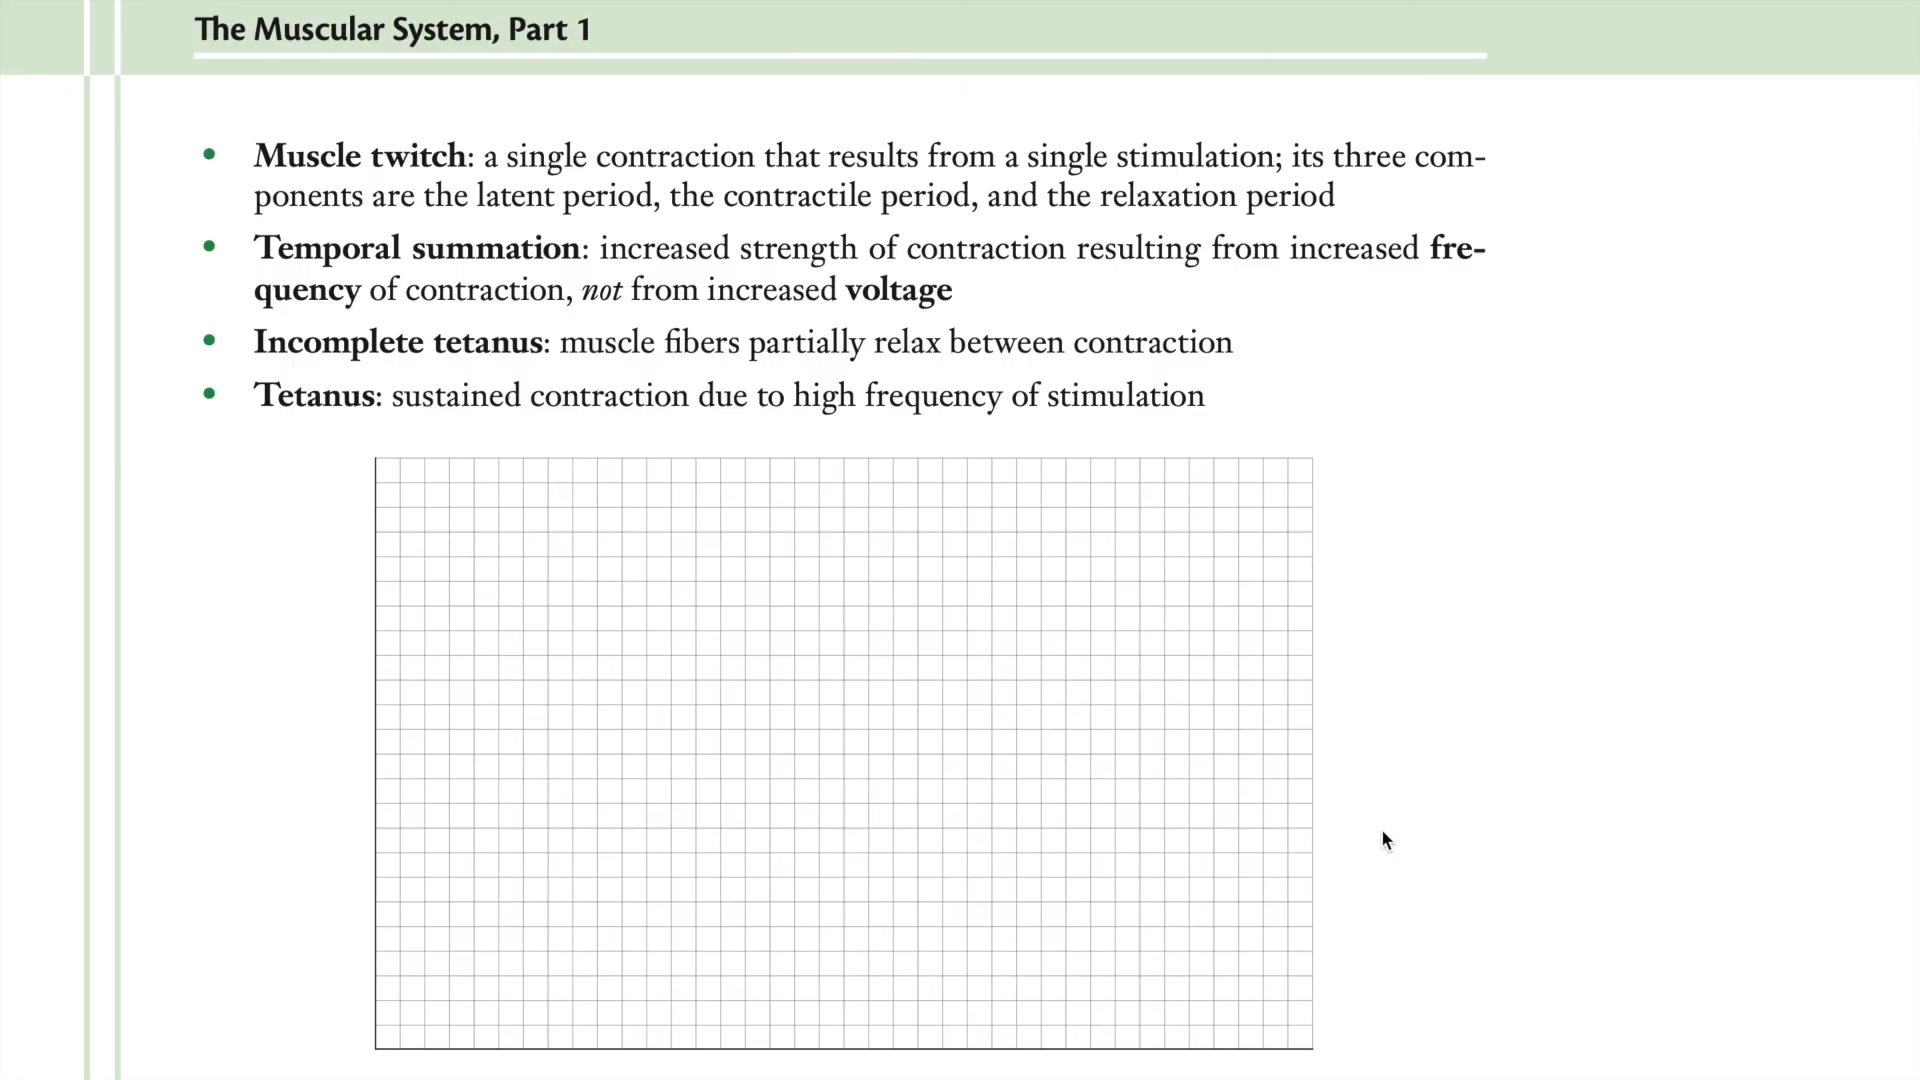 The Muscular System, Part 1
• Muscle twitch: a single contraction that results from a single stimulation; its three com-
ponents are the latent period, the contractile period, and the relaxation period
• Temporal summation: increased strength of contraction resulting from increased fre-
quency of contraction, not from increased voltage
• Incomplete tetanus: muscle fibers partially relax between contraction
• Tetanus: sustained contraction due to high frequency of stimulation